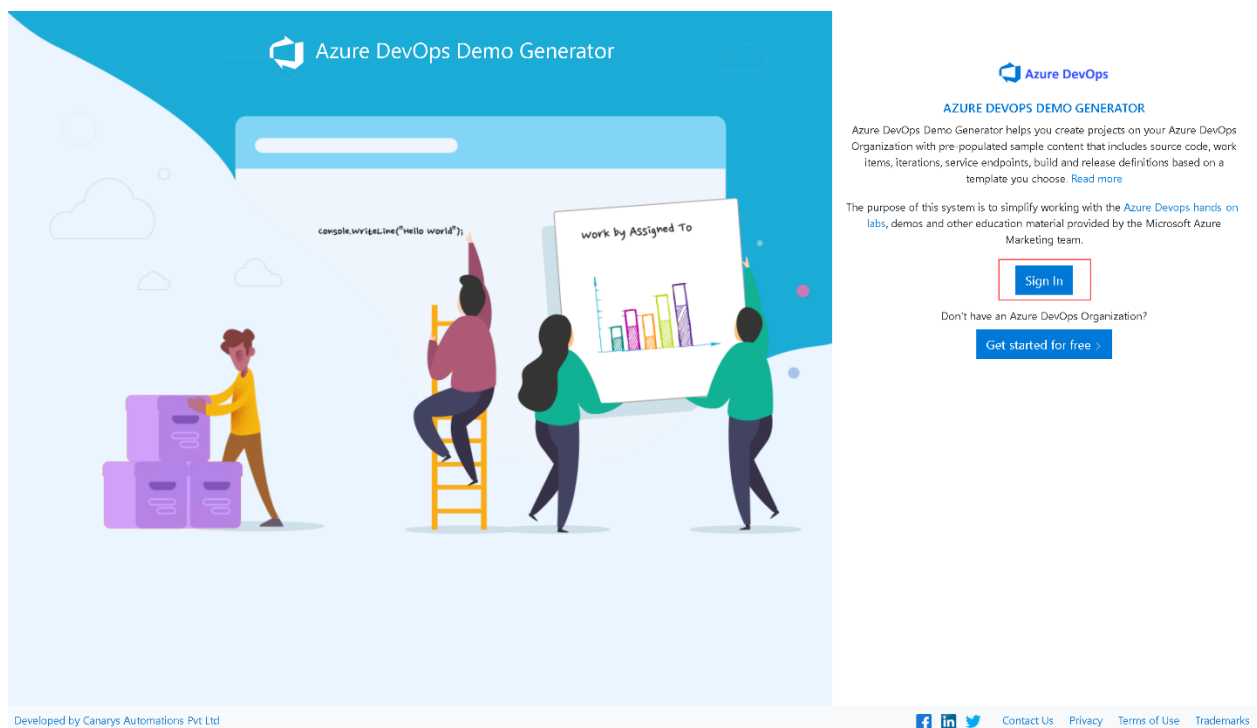 Azure DevOps Demo Generator
console.writeLine("Hello world");
Work by Assigned To
Azure DevOps
AZURE DEVOPS DEMO GENERATOR
Azure DevOps Demo Generator helps you create projects on your Azure DevOps
Organization with pre-populated sample content that includes source code, work
items, iterations, service endpoints, build and release definitions based on a
template you choose. Read more
The purpose of this system is to simplify working with the Azure Devops hands on
labs, demos and other education material provided by the Microsoft Azure
Marketing team.
Sign In
Don't have an Azure DevOps Organization?
Get started for free >
Developed by Canarys Automations Pvt Ltd
Contact Us Privacy Terms of Use Trademarks